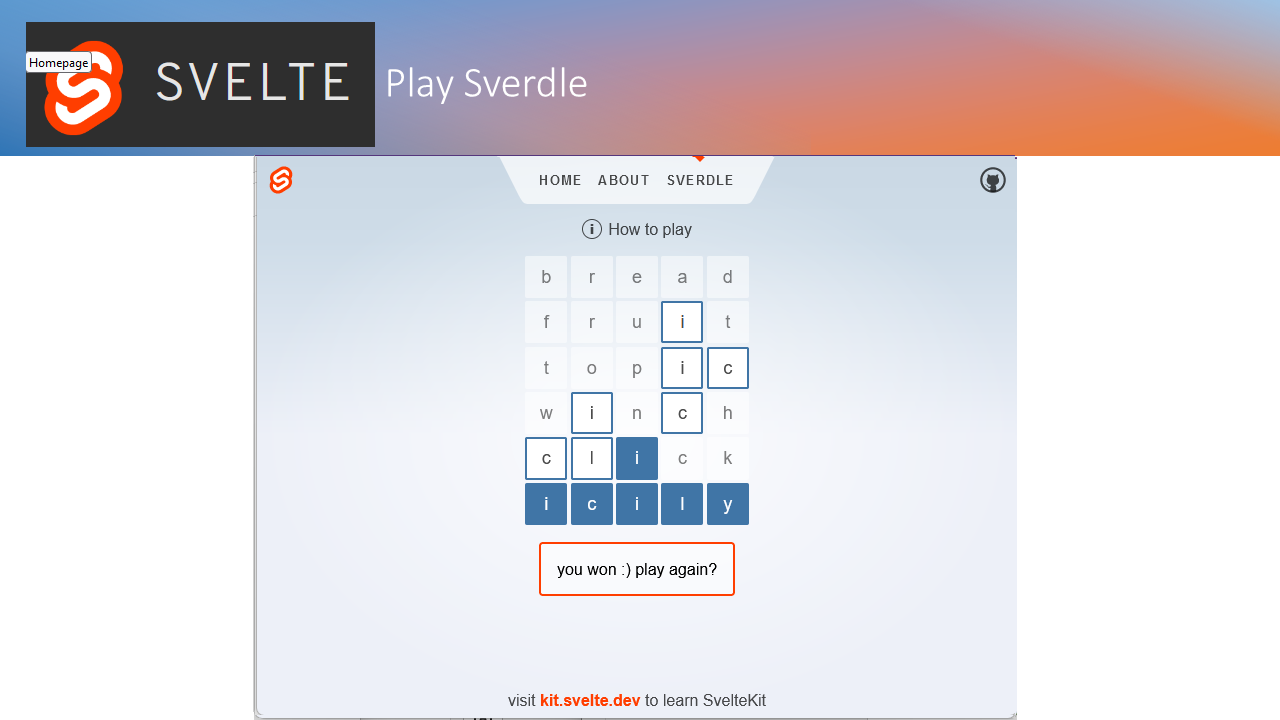 Homepage
SVELTE
Play Sverdle
HOME ABOUT SVERDLE
How to play
b r e a d
f r u i t
t o p i c
w i n c h
c l i c k
i c i l y
you won :) play again?
visit kit.svelte.dev to learn SvelteKit